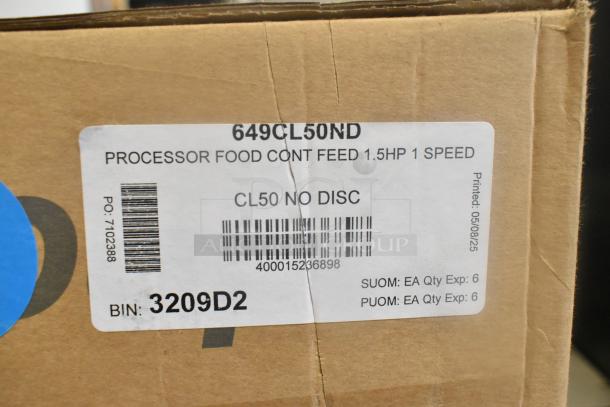 649CL50ND
PROCESSOR FOOD CONT FEED 1.5HP 1 SPEED
CL50 NO DISC
PO: 7102388
400015236898
Printed: 05/08/25
SUOM: EA Qty Exp: 6
PUOM: EA Qty Exp: 6
BIN: 3209D2